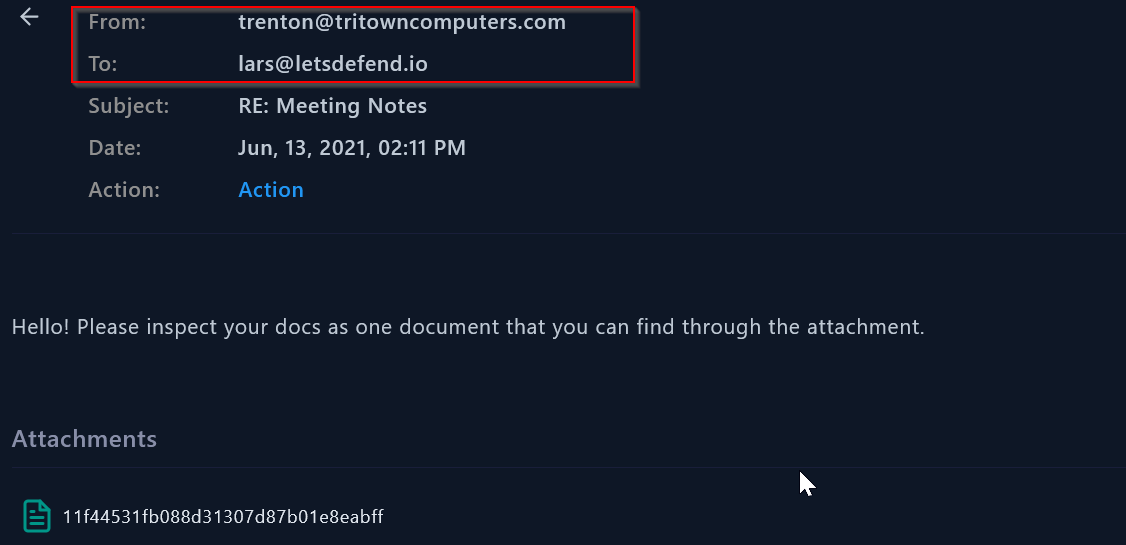 From: trenton@tritowncomputers.com
To: lars@letsdefend.io
Subject: RE: Meeting Notes
Date: Jun, 13, 2021, 02:11 PM
Action: Action
Hello! Please inspect your docs as one document that you can find through the attachment.
Attachments
11f44531fb088d31307d87b01e8eabff